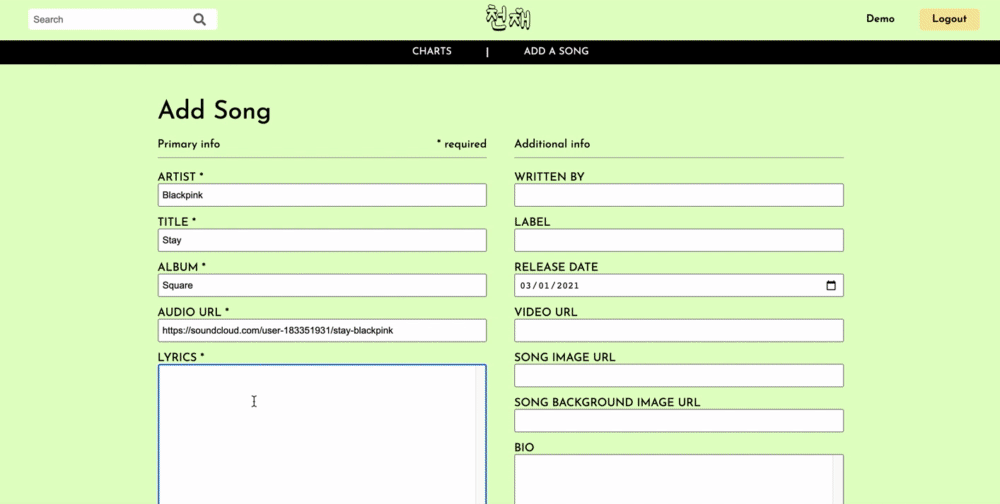 Search
천재
Demo
Logout
CHARTS | ADD A SONG
Add Song
Primary info
* required
ARTIST *
Blackpink
TITLE *
Stay
ALBUM *
Square
AUDIO URL *
https://soundcloud.com/user-183351931/stay-blackpink
LYRICS *
Additional info
WRITTEN BY
LABEL
RELEASE DATE
03/01/2021
VIDEO URL
SONG IMAGE URL
SONG BACKGROUND IMAGE URL
BIO